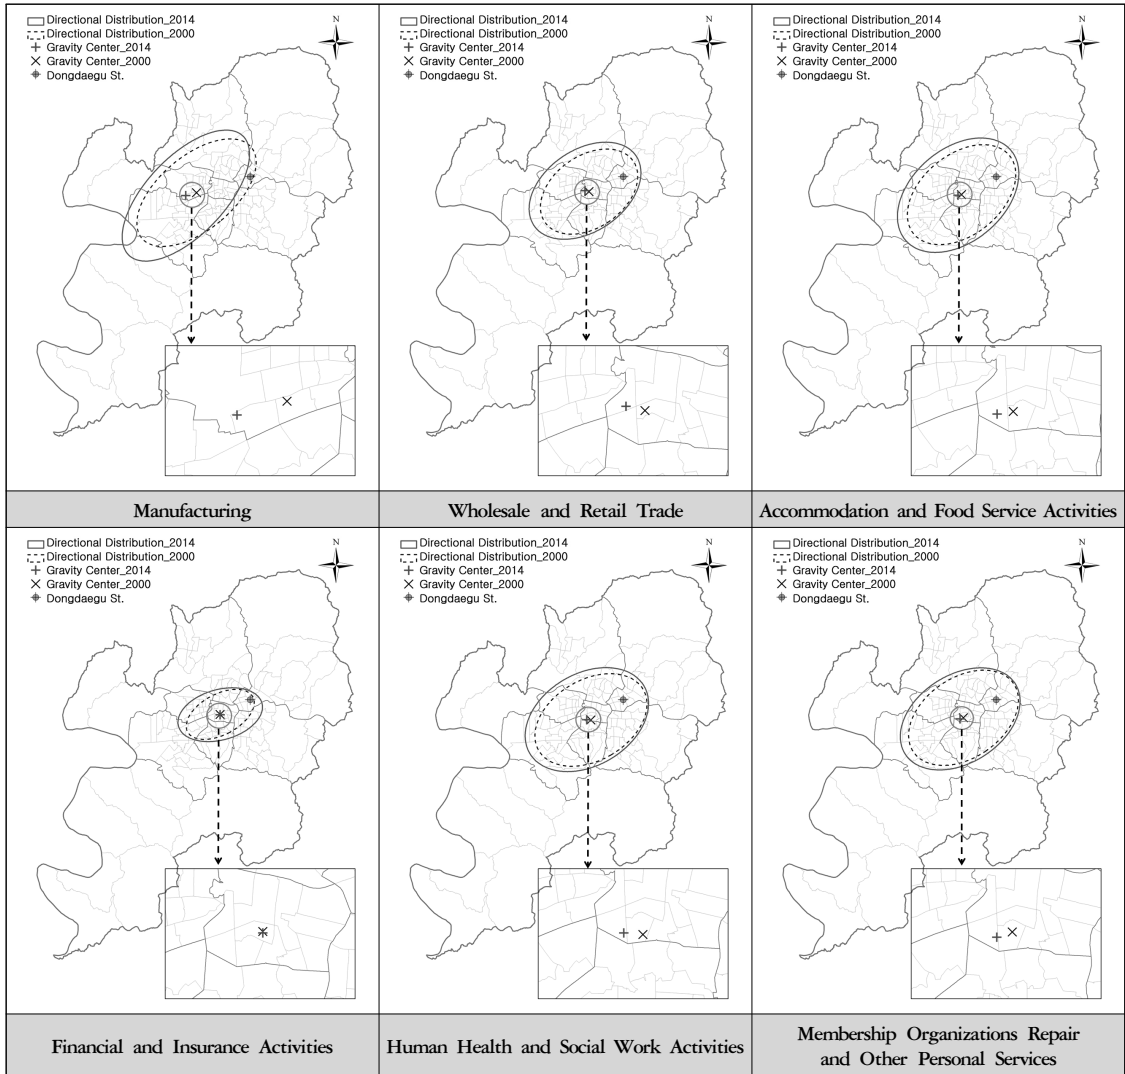 Directional Distribution_2014
Directional Distribution_2000
Gravity Center_2014
Gravity Center_2000
Dongdaegu St.
N
Directional Distribution_2014
Directional Distribution_2000
Gravity Center_2014
Gravity Center_2000
Dongdaegu St.
N
Directional Distribution_2014
Directional Distribution_2000
Gravity Center_2014
Gravity Center_2000
Dongdaegu St.
N
Manufacturing
Wholesale and Retail Trade
Accommodation and Food Service Activities
Directional Distribution_2014
Directional Distribution_2000
Gravity Center_2014
Gravity Center_2000
Dongdaegu St.
N
Directional Distribution_2014
Directional Distribution_2000
Gravity Center_2014
Gravity Center_2000
Dongdaegu St.
N
Directional Distribution_2014
Directional Distribution_2000
Gravity Center_2014
Gravity Center_2000
Dongdaegu St.
N
Financial and Insurance Activities
Human Health and Social Work Activities
Membership Organizations Repair
and Other Personal Services